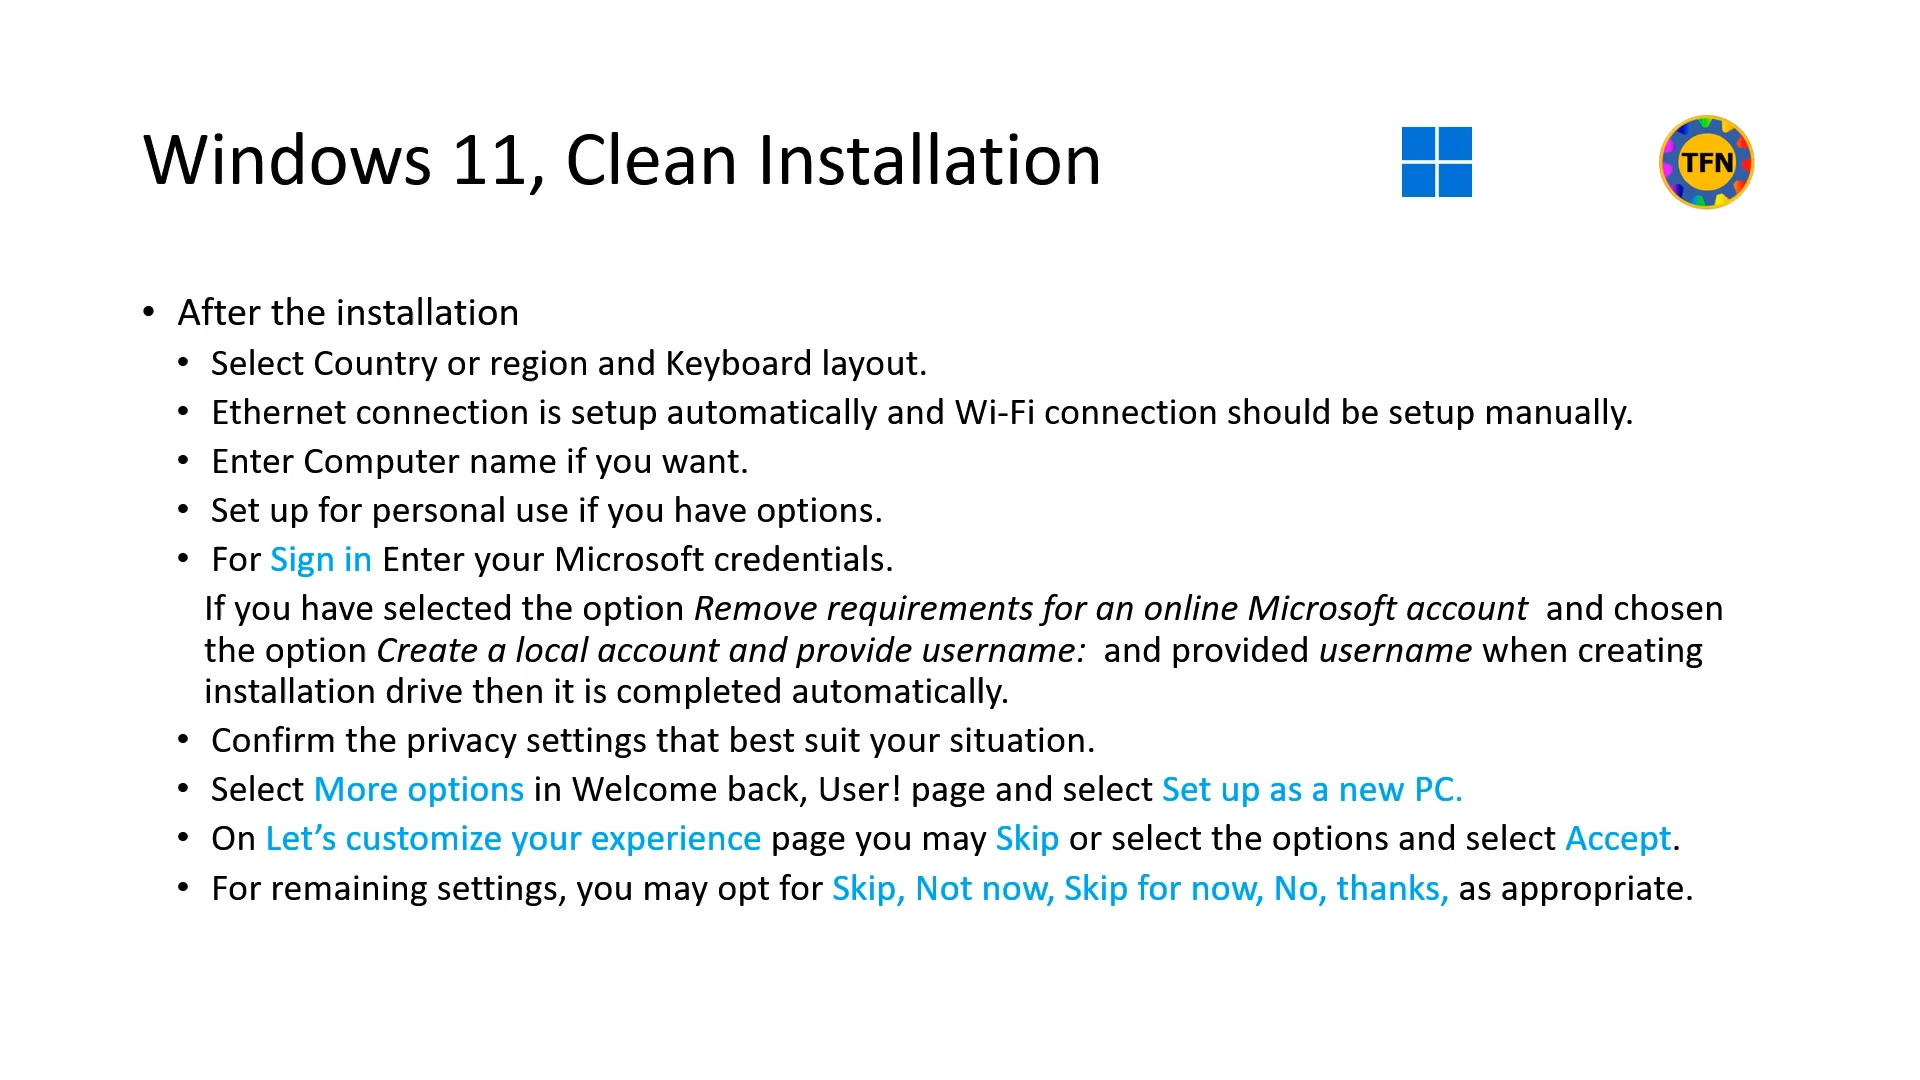 Windows 11, Clean Installation
TFN
• After the installation
• Select Country or region and Keyboard layout.
• Ethernet connection is setup automatically and Wi-Fi connection should be setup manually.
• Enter Computer name if you want.
• Set up for personal use if you have options.
• For Sign in Enter your Microsoft credentials.
If you have selected the option Remove requirements for an online Microsoft account and chosen
the option Create a local account and provide username: and provided username when creating
installation drive then it is completed automatically.
• Confirm the privacy settings that best suit your situation.
• Select More options in Welcome back, User! page and select Set up as a new PC.
• On Let’s customize your experience page you may Skip or select the options and select Accept.
• For remaining settings, you may opt for Skip, Not now, Skip for now, No, thanks, as appropriate.